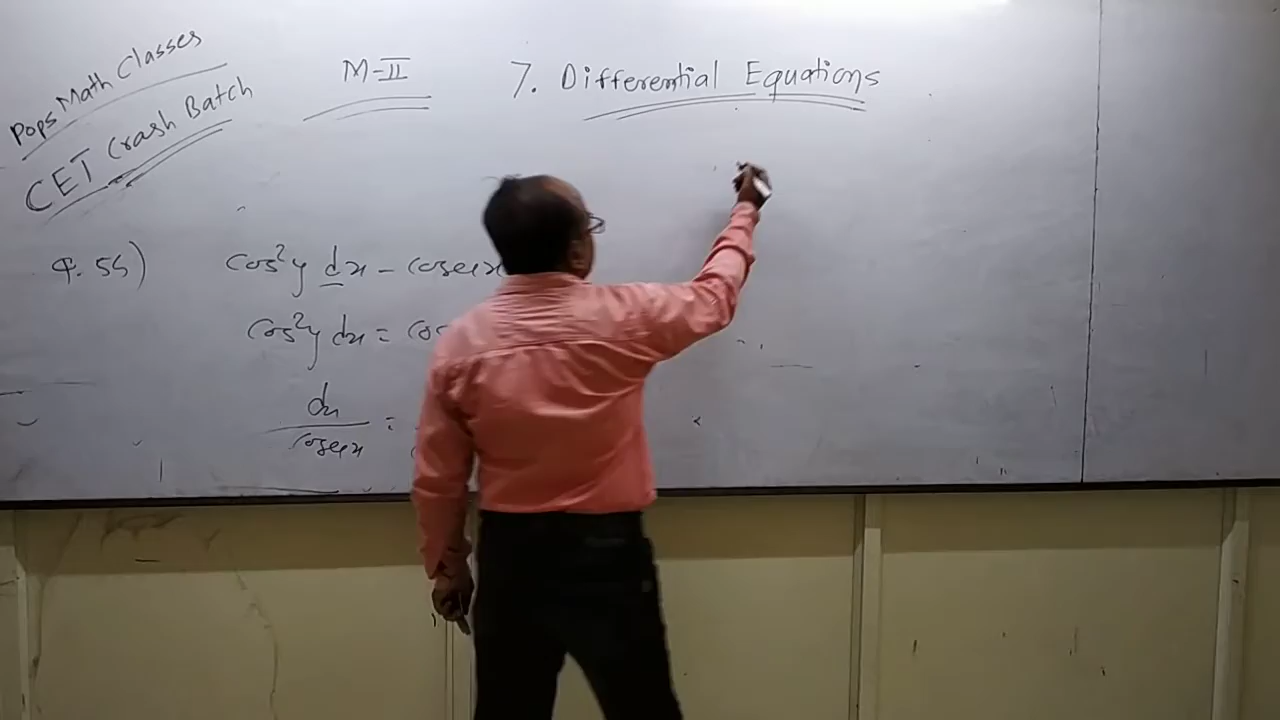 Pops Math Classes
CET Crash Batch
M-II
7. Differential Equations
Q. 55) cos²y dx - cosecx
cos²y dx = cos
dx
cosecx =